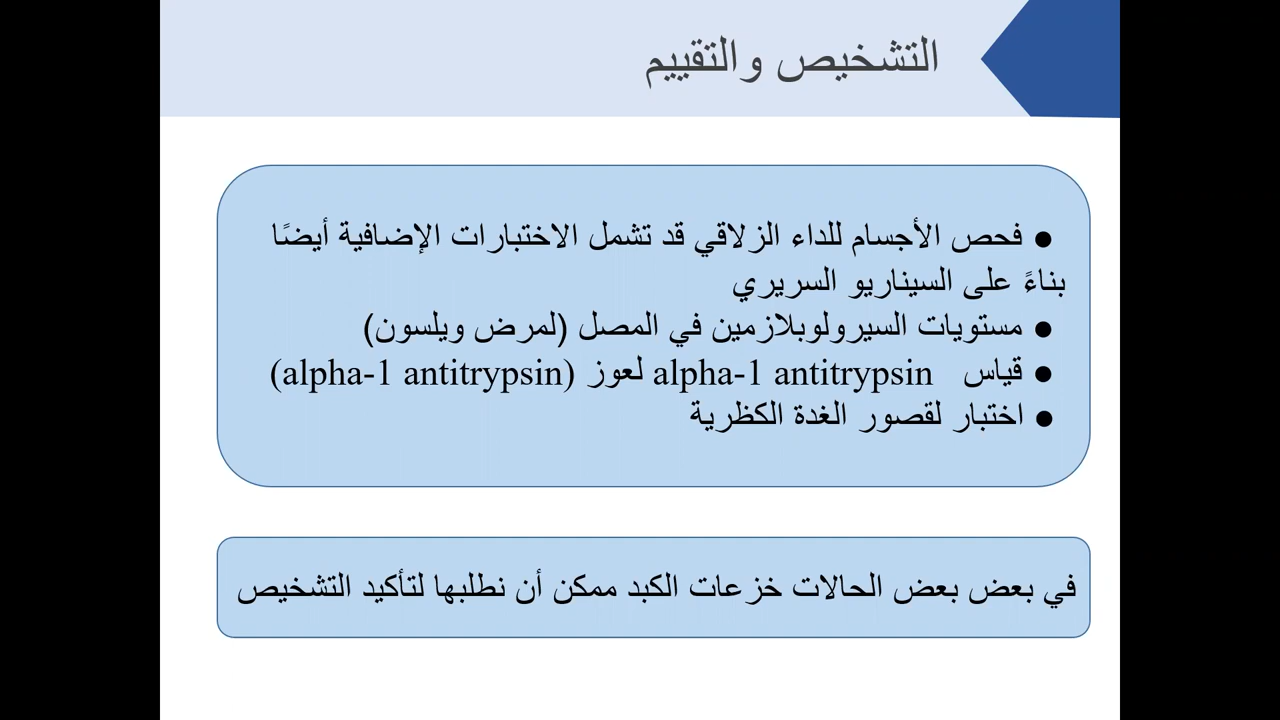 التشخيص والتقييم
● فحص الأجسام للداء الزلاقي قد تشمل الاختبارات الإضافية أيضًا
بناءً على السيناريو السريري
● مستويات السيرولوبلازمين في المصل (لمرض ويلسون)
● قياس alpha-1 antitrypsin لعوز (alpha-1 antitrypsin)
● اختبار لقصور الغدة الكظرية
في بعض بعض الحالات خزعات الكبد ممكن أن نطلبها لتأكيد التشخيص